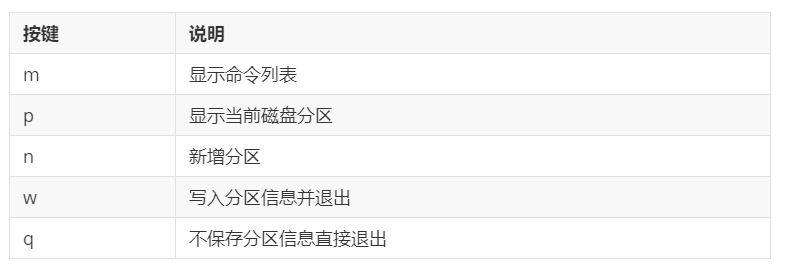 按键 说明
m 显示命令列表
p 显示当前磁盘分区
n 新增分区
w 写入分区信息并退出
q 不保存分区信息直接退出